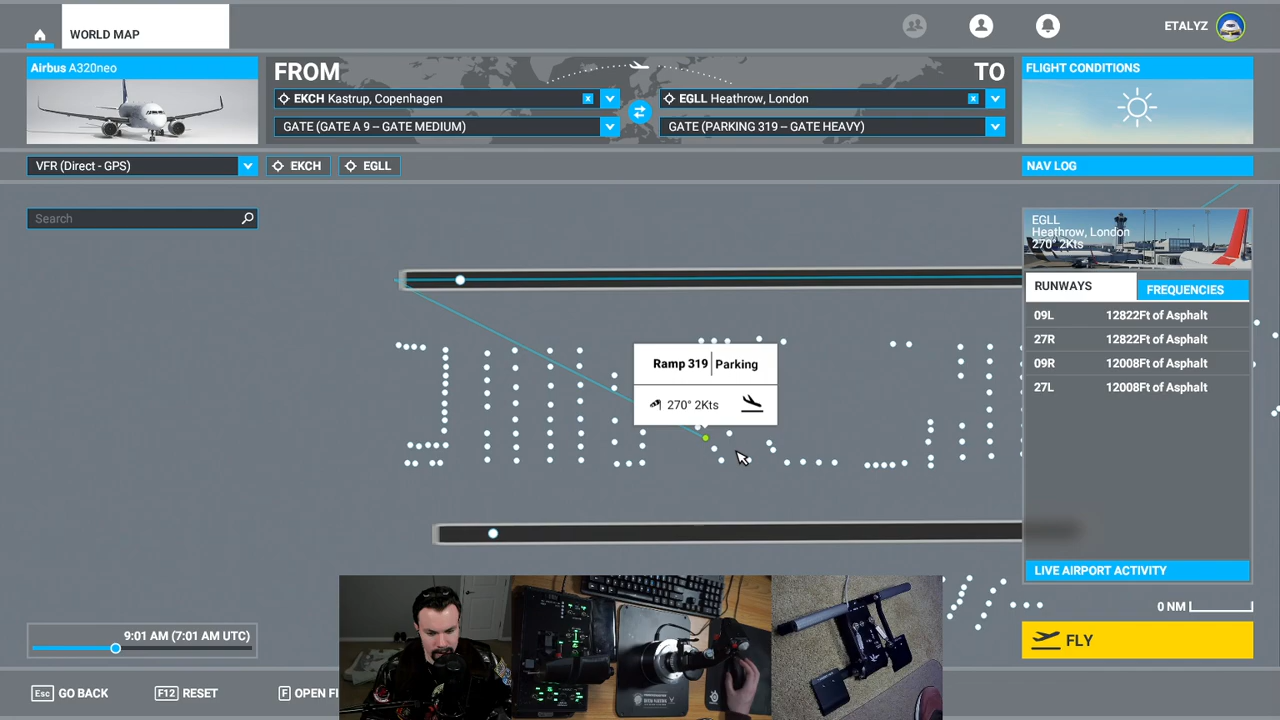 WORLD MAP
ETALYZ
Airbus A320neo
FROM
TO
EKCH Kastrup, Copenhagen
x
EGLL Heathrow, London
x
GATE (GATE A 9 – GATE MEDIUM)
GATE (PARKING 319 – GATE HEAVY)
FLIGHT CONDITIONS
VFR (Direct - GPS)
EKCH
EGLL
NAV LOG
Search
EGLL
Heathrow, London
270° 2Kts
RUNWAYS
FREQUENCIES
09L 12822Ft of Asphalt
27R 12822Ft of Asphalt
09R 12008Ft of Asphalt
27L 12008Ft of Asphalt
Ramp 319 Parking
270° 2Kts
LIVE AIRPORT ACTIVITY
0 NM
9:01 AM (7:01 AM UTC)
FLY
Esc GO BACK
F12 RESET
F OPEN FI